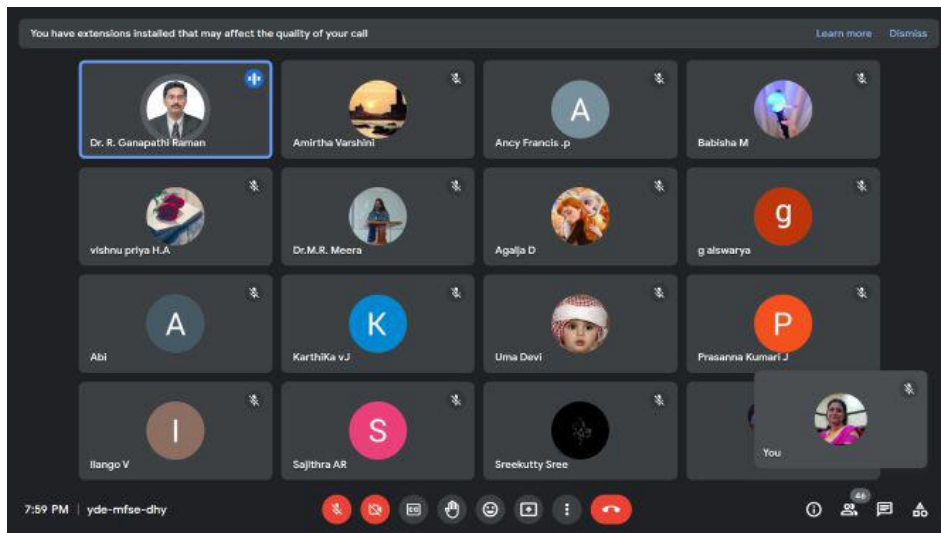 You have extensions installed that may affect the quality of your call Learn more Dismiss
Dr. R. Ganapathi Raman
Amirtha Varshini
A
Ancy Francis .p
Babisha M
vishnu priya H.A
Dr.M.R. Meera
Agalja D
g
g aiswarya
A
Abi
K
KarthiKa vJ
Uma Devi
P
Prasanna Kumari J
I
Ilango V
S
Sajithra AR
Sreekutty Sree
You
7:59 PM | yde-mfse-dhy
CC
46